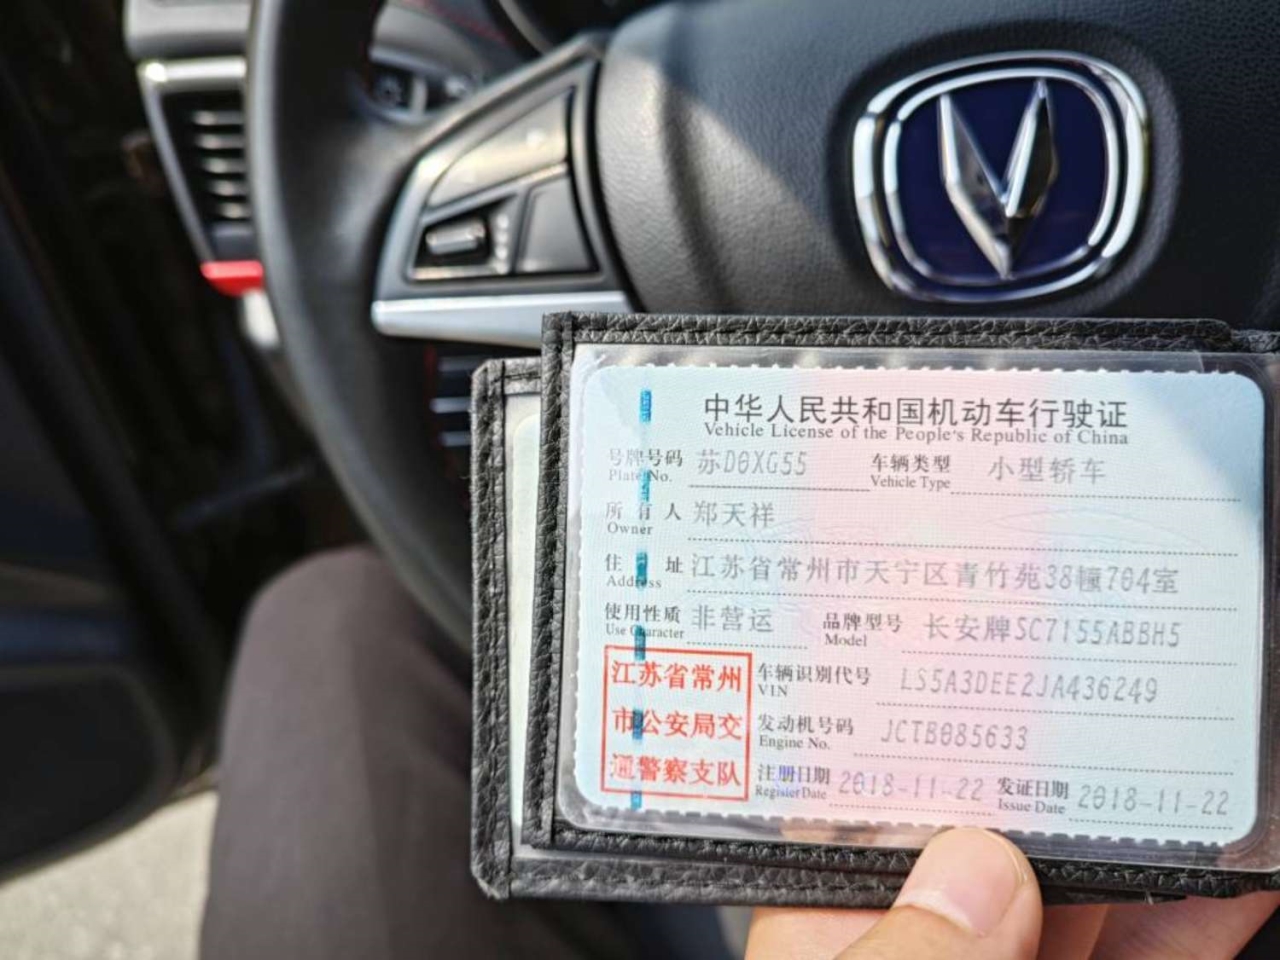 中华人民共和国机动车行驶证
Vehicle License of the People's Republic of China
号牌号码 苏D0XG55 车辆类型 小型轿车
Plate No. Vehicle Type
所有人 郑天祥
Owner
住址 江苏省常州市天宁区青竹苑38幢704室
Address
使用性质 非营运 品牌型号 长安牌SC7155ABBH5
Use Character Model
江苏省常州
市公安局交
通警察支队
车辆识别代号 LS5A3DEE2JA436249
VIN
发动机号码 JCTB085633
Engine No.
注册日期 2018-11-22 发证日期 2018-11-22
Register Date Issue Date